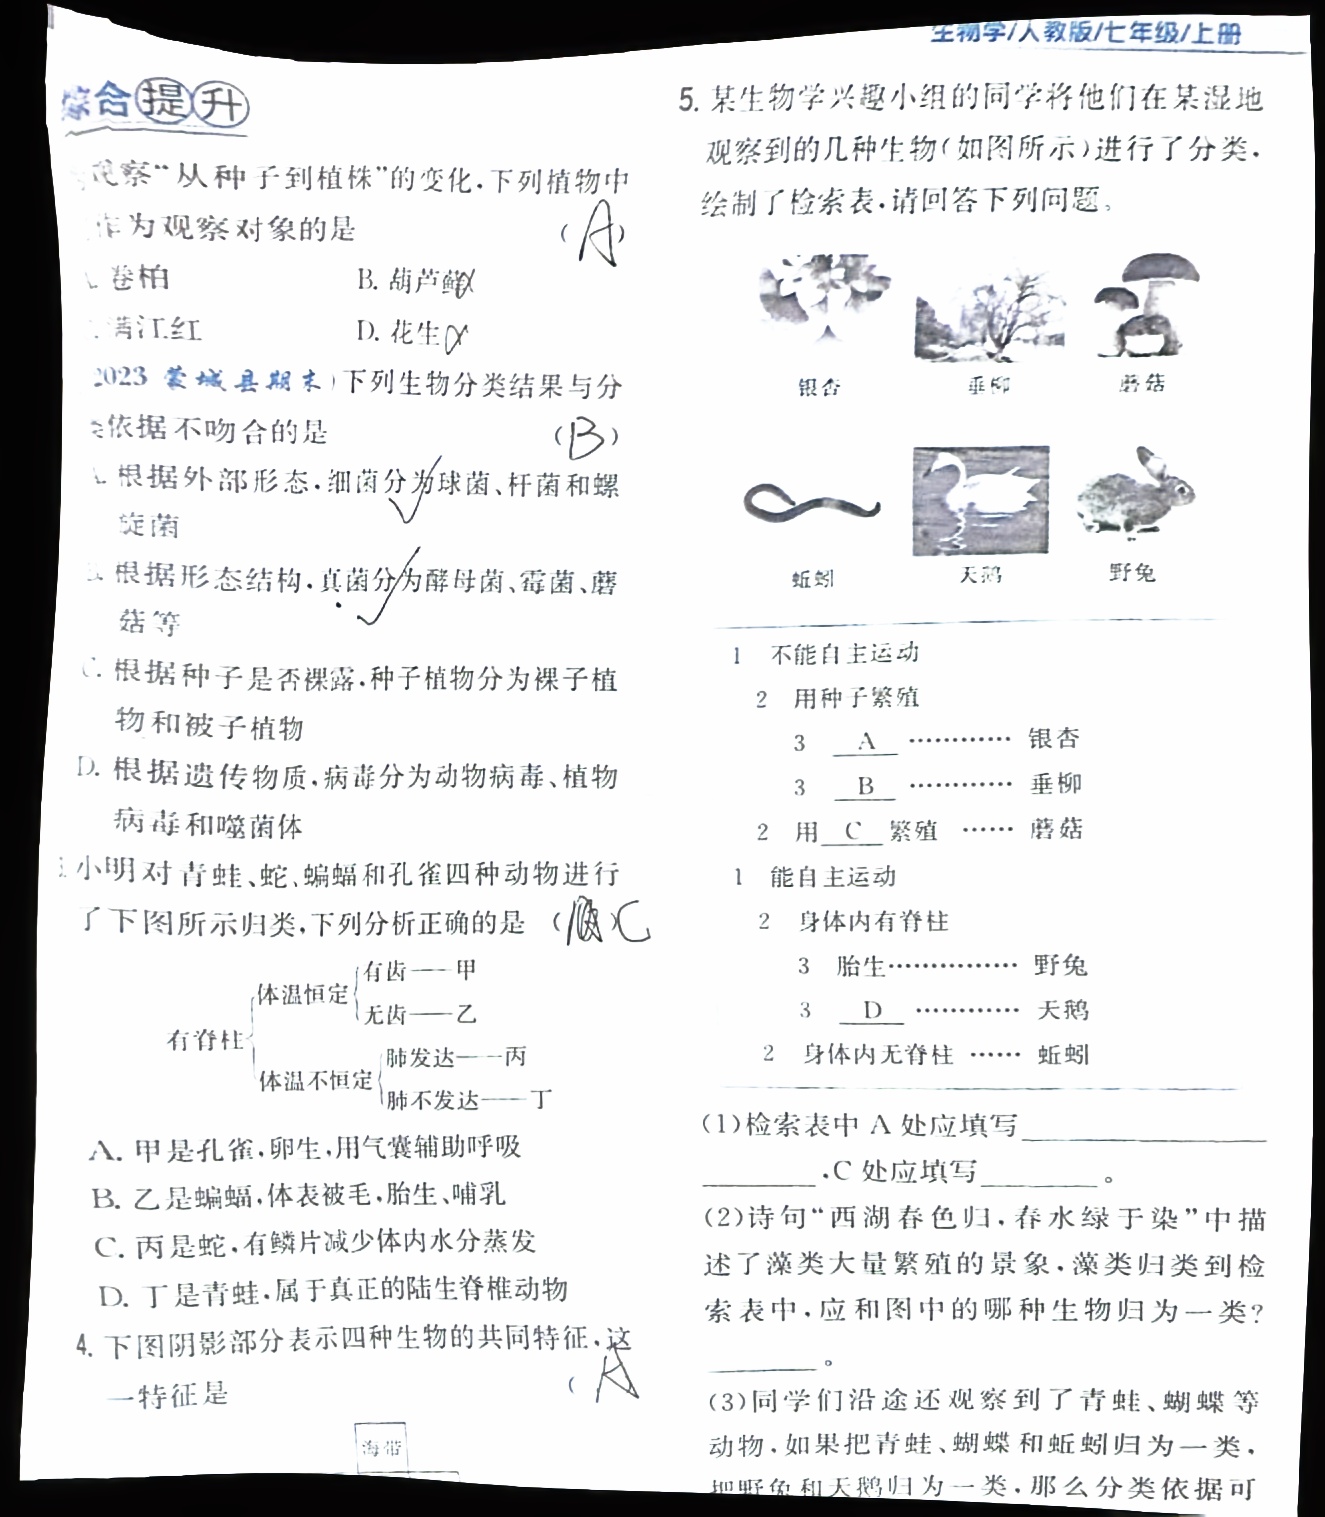 生物学/人教版/七年级/上册
综合提升
观察“从种子到植株”的变化,下列植物中
作为观察对象的是 (A)
卷柏 B. 葫芦藓
满江红 D. 花生
2023 蒙城县期末)下列生物分类结果与分
类依据不吻合的是 (B)
根据外部形态,细菌分为球菌、杆菌和螺
旋菌
根据形态结构,真菌分为酵母菌、霉菌、蘑
菇等
C. 根据种子是否裸露,种子植物分为裸子植
物和被子植物
D. 根据遗传物质,病毒分为动物病毒、植物
病毒和噬菌体
小明对青蛙、蛇、蝙蝠和孔雀四种动物进行
了下图所示归类,下列分析正确的是 ( )C
有脊柱
体温恒定
有齿——甲
无齿——乙
体温不恒定
肺发达——丙
肺不发达——丁
A. 甲是孔雀,卵生,用气囊辅助呼吸
B. 乙是蝙蝠,体表被毛,胎生、哺乳
C. 丙是蛇,有鳞片减少体内水分蒸发
D. 丁是青蛙,属于真正的陆生脊椎动物
4. 下图阴影部分表示四种生物的共同特征,这
一特征是 (A
海带
5. 某生物学兴趣小组的同学将他们在某湿地
观察到的几种生物(如图所示)进行了分类,
绘制了检索表,请回答下列问题。
银杏 垂柳 蘑菇
蚯蚓 天鹅 野兔
1 不能自主运动
2 用种子繁殖
3 A ………… 银杏
3 B ………… 垂柳
2 用 C 繁殖 …… 蘑菇
1 能自主运动
2 身体内有脊柱
3 胎生…………… 野兔
3 D ………… 天鹅
2 身体内无脊柱 …… 蚯蚓
(1)检索表中 A 处应填写________
________,C 处应填写________。
(2)诗句“西湖春色归,春水绿于染”中描
述了藻类大量繁殖的景象,藻类归类到检
索表中,应和图中的哪种生物归为一类?
________。
(3)同学们沿途还观察到了青蛙、蝴蝶等
动物,如果把青蛙、蝴蝶和蚯蚓归为一类,
把野兔和天鹅归为一类,那么分类依据可